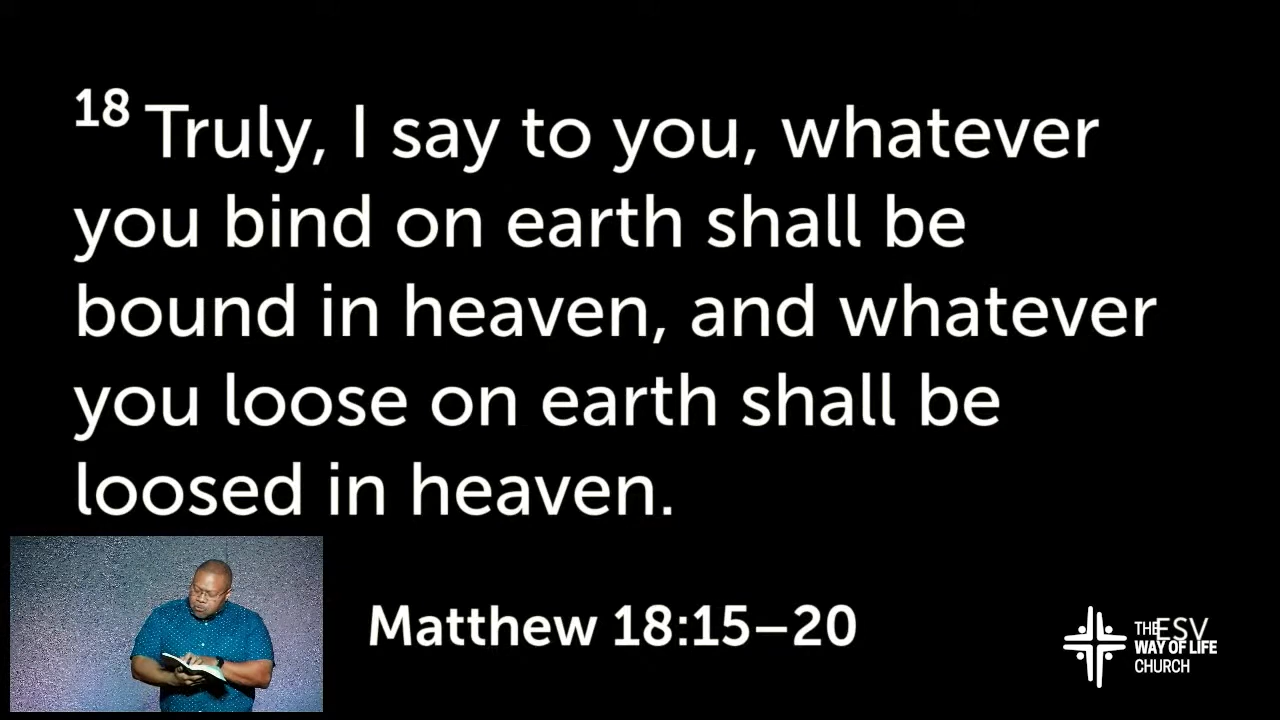 18 Truly, I say to you, whatever
you bind on earth shall be
bound in heaven, and whatever
you loose on earth shall be
loosed in heaven.
Matthew 18:15–20
ESV
THE
WAY OF LIFE
CHURCH